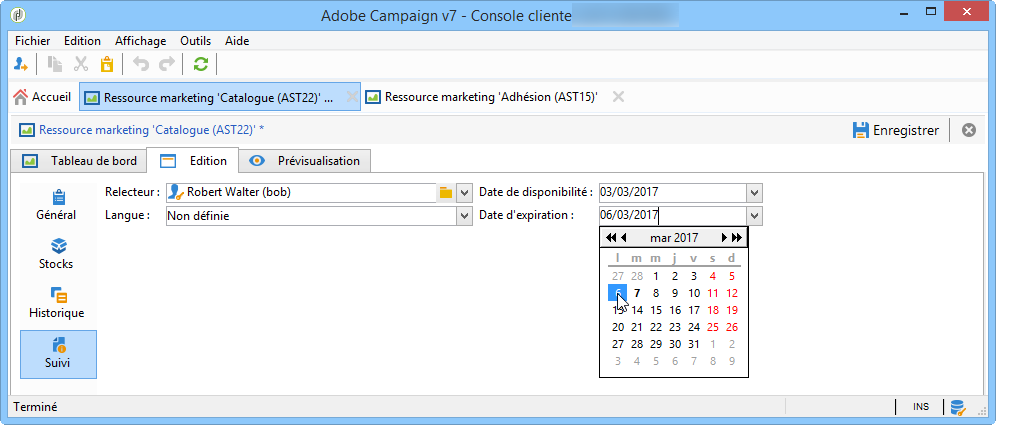 Adobe Campaign v7 - Console cliente
Fichier Edition Affichage Outils Aide
Accueil Ressource marketing 'Catalogue (AST22)' ... Ressource marketing 'Adhésion (AST15)'
Ressource marketing 'Catalogue (AST22)' * Enregistrer
Tableau de bord Edition Prévisualisation
Relecteur : Robert Walter (bob) Date de disponibilité : 03/03/2017
Général
Langue : Non définie Date d'expiration : 06/03/2017
mar 2017
Stocks
l m m j v s d
27 28 1 2 3 4 5
6 7 8 9 10 11 12
Historique
13 14 15 16 17 18 19
20 21 22 23 24 25 26
27 28 29 30 31 1 2
Suivi
3 4 5 6 7 8 9
Terminé INS